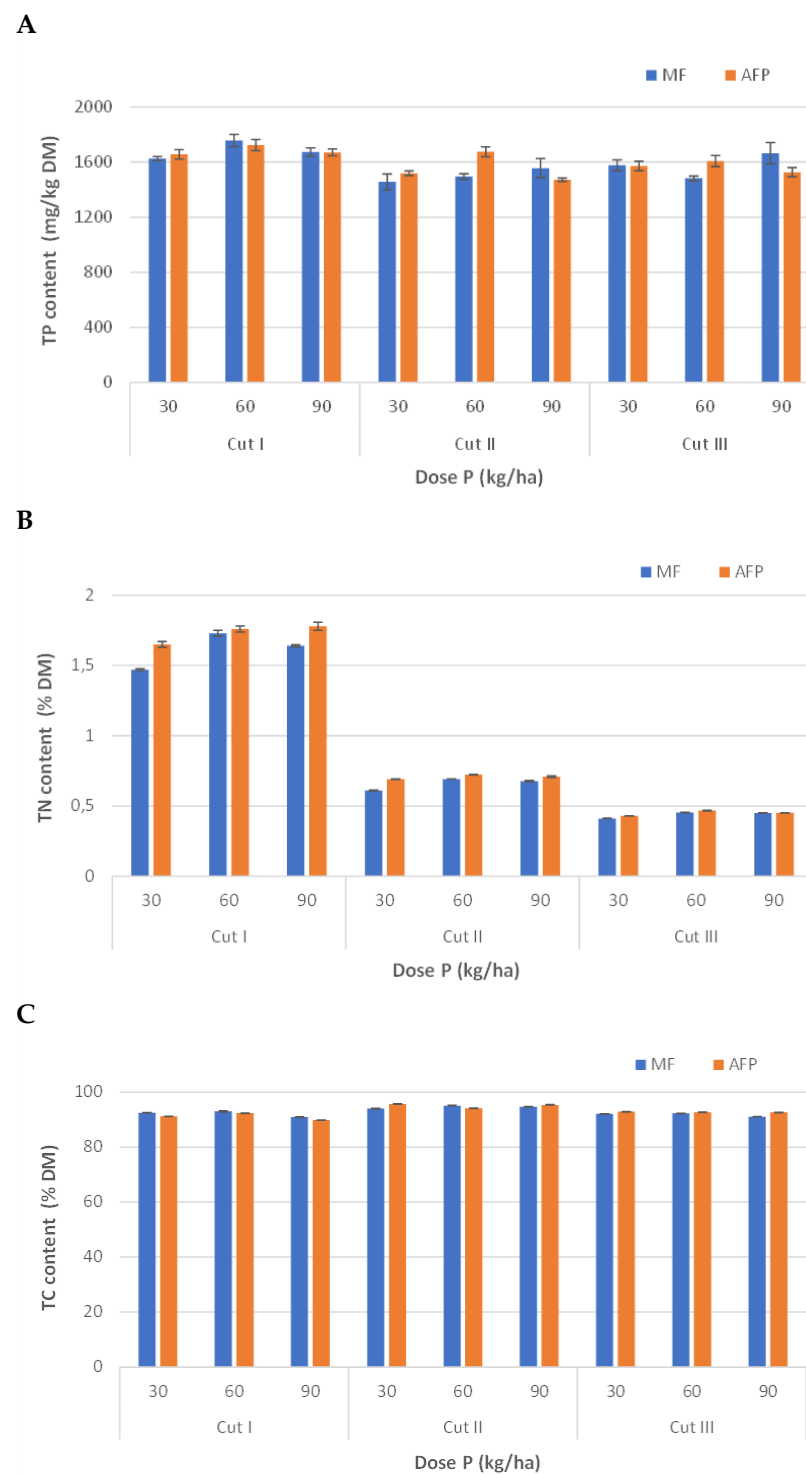 A
MF AFP
2000
1600
1200
800
400
0
TP content (mg/kg DM)
30 60 90 30 60 90 30 60 90
Cut I Cut II Cut III
Dose P (kg/ha)
B
MF AFP
2
1,5
1
0,5
0
TN content (% DM)
30 60 90 30 60 90 30 60 90
Cut I Cut II Cut III
Dose P (kg/ha)
C
MF AFP
100
80
60
40
20
0
TC content (% DM)
30 60 90 30 60 90 30 60 90
Cut I Cut II Cut III
Dose P (kg/ha)